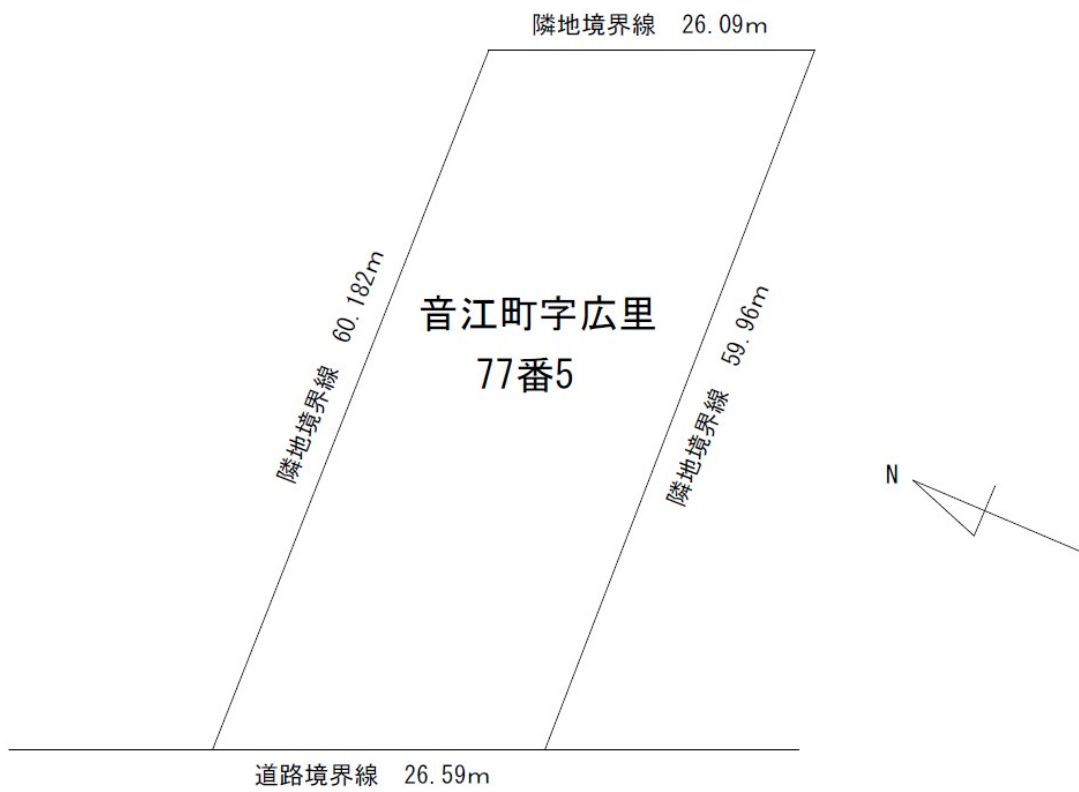 隣地境界線　26.09ｍ
隣地境界線　60.182ｍ
音江町字広里
77番5
隣地境界線　59.96ｍ
N
道路境界線　26.59ｍ